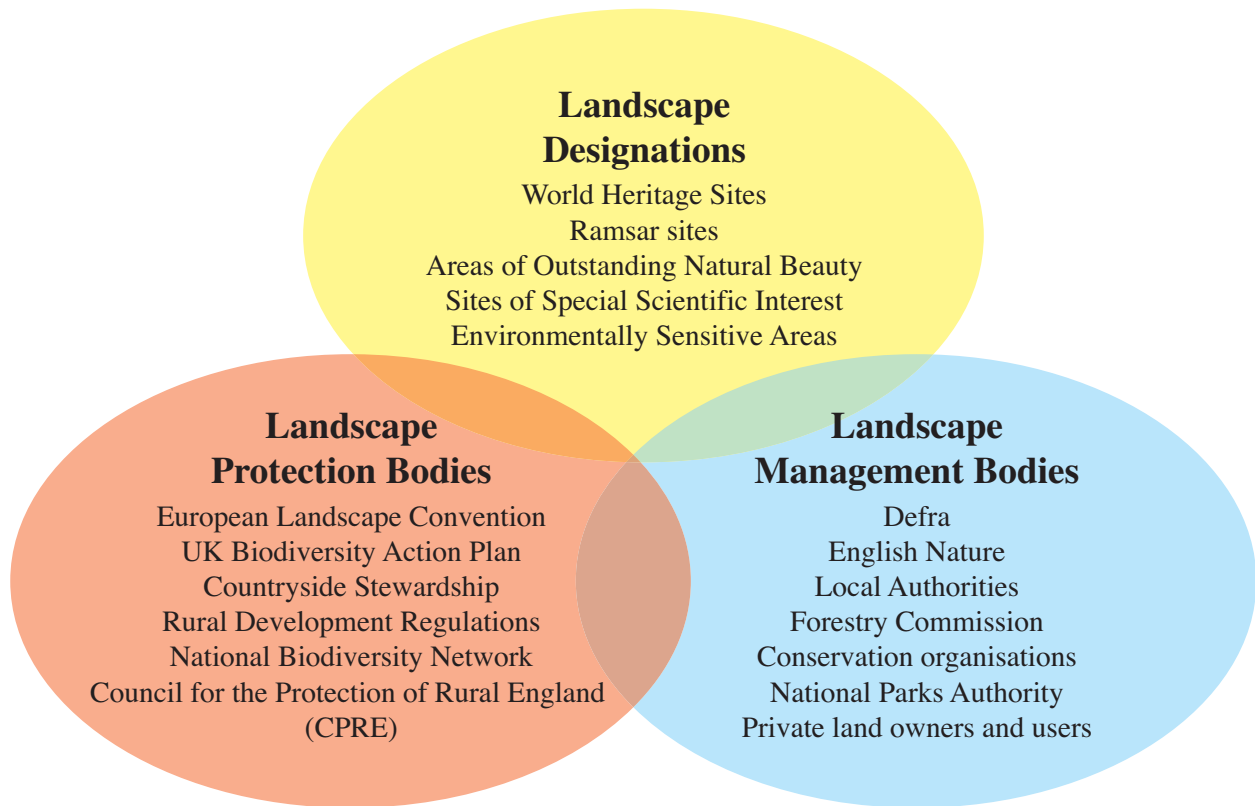 Landscape
Designations
World Heritage Sites
Ramsar sites
Areas of Outstanding Natural Beauty
Sites of Special Scientific Interest
Environmentally Sensitive Areas
Landscape
Protection Bodies
European Landscape Convention
UK Biodiversity Action Plan
Countryside Stewardship
Rural Development Regulations
National Biodiversity Network
Council for the Protection of Rural England
(CPRE)
Landscape
Management Bodies
Defra
English Nature
Local Authorities
Forestry Commission
Conservation organisations
National Parks Authority
Private land owners and users